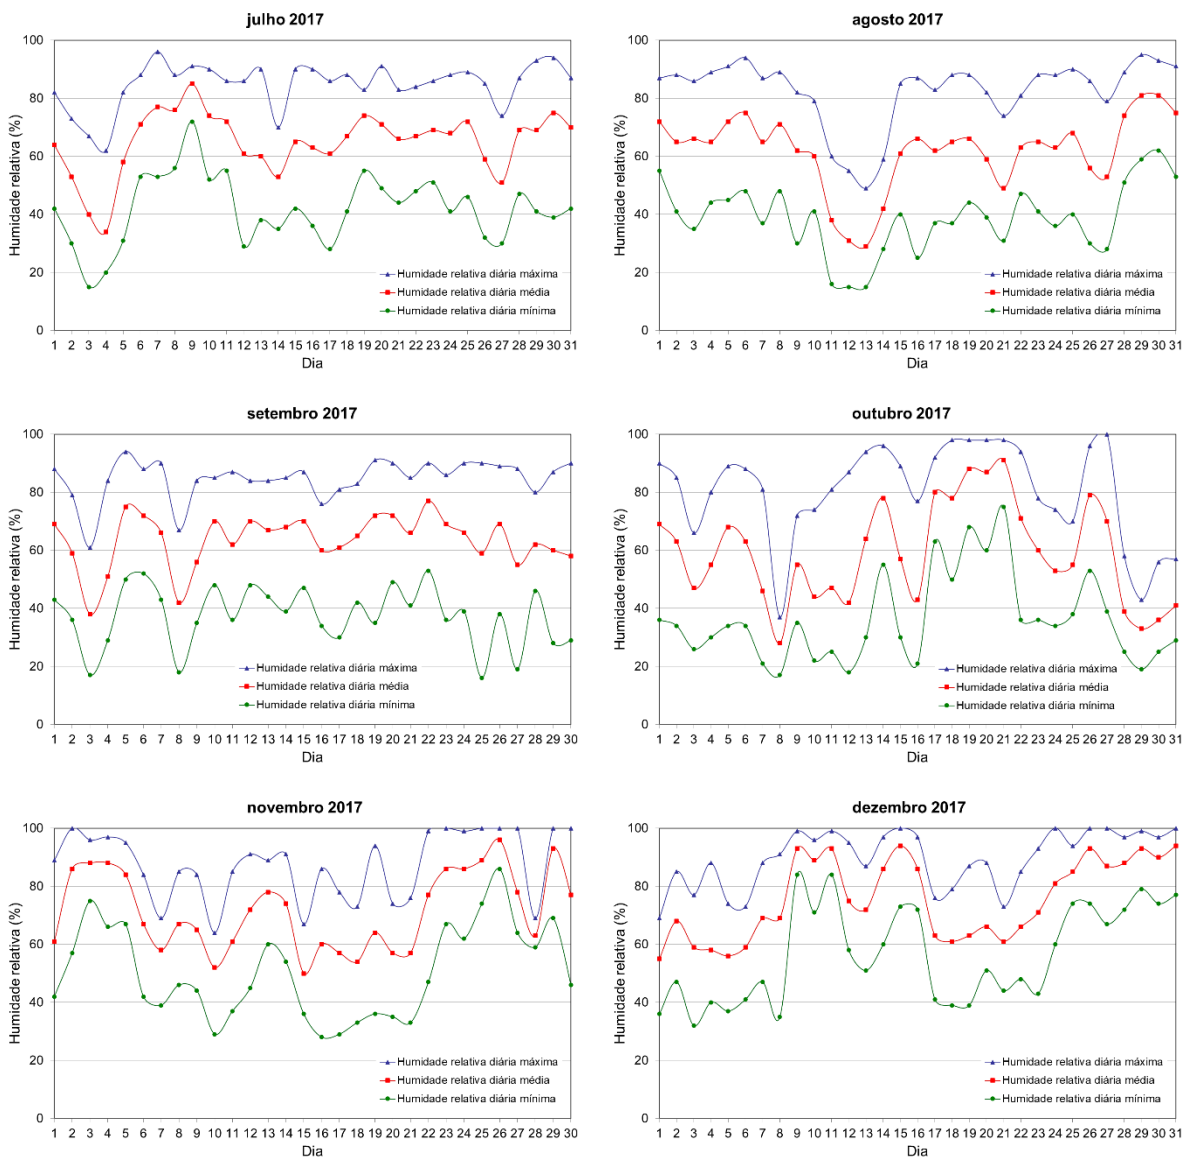 julho 2017
Humidade relativa (%)
100
80
60
40
20
0
Humidade relativa diária máxima
Humidade relativa diária média
Humidade relativa diária mínima
1 2 3 4 5 6 7 8 9 10 11 12 13 14 15 16 17 18 19 20 21 22 23 24 25 26 27 28 29 30 31
Dia
agosto 2017
Humidade relativa (%)
100
80
60
40
20
0
Humidade relativa diária máxima
Humidade relativa diária média
Humidade relativa diária mínima
1 2 3 4 5 6 7 8 9 10 11 12 13 14 15 16 17 18 19 20 21 22 23 24 25 26 27 28 29 30 31
Dia
setembro 2017
Humidade relativa (%)
100
80
60
40
20
0
Humidade relativa diária máxima
Humidade relativa diária média
Humidade relativa diária mínima
1 2 3 4 5 6 7 8 9 10 11 12 13 14 15 16 17 18 19 20 21 22 23 24 25 26 27 28 29 30
Dia
outubro 2017
Humidade relativa (%)
100
80
60
40
20
0
Humidade relativa diária máxima
Humidade relativa diária média
Humidade relativa diária mínima
1 2 3 4 5 6 7 8 9 10 11 12 13 14 15 16 17 18 19 20 21 22 23 24 25 26 27 28 29 30 31
Dia
novembro 2017
Humidade relativa (%)
100
80
60
40
20
0
Humidade relativa diária máxima
Humidade relativa diária média
Humidade relativa diária mínima
1 2 3 4 5 6 7 8 9 10 11 12 13 14 15 16 17 18 19 20 21 22 23 24 25 26 27 28 29 30
Dia
dezembro 2017
Humidade relativa (%)
100
80
60
40
20
0
Humidade relativa diária máxima
Humidade relativa diária média
Humidade relativa diária mínima
1 2 3 4 5 6 7 8 9 10 11 12 13 14 15 16 17 18 19 20 21 22 23 24 25 26 27 28 29 30 31
Dia